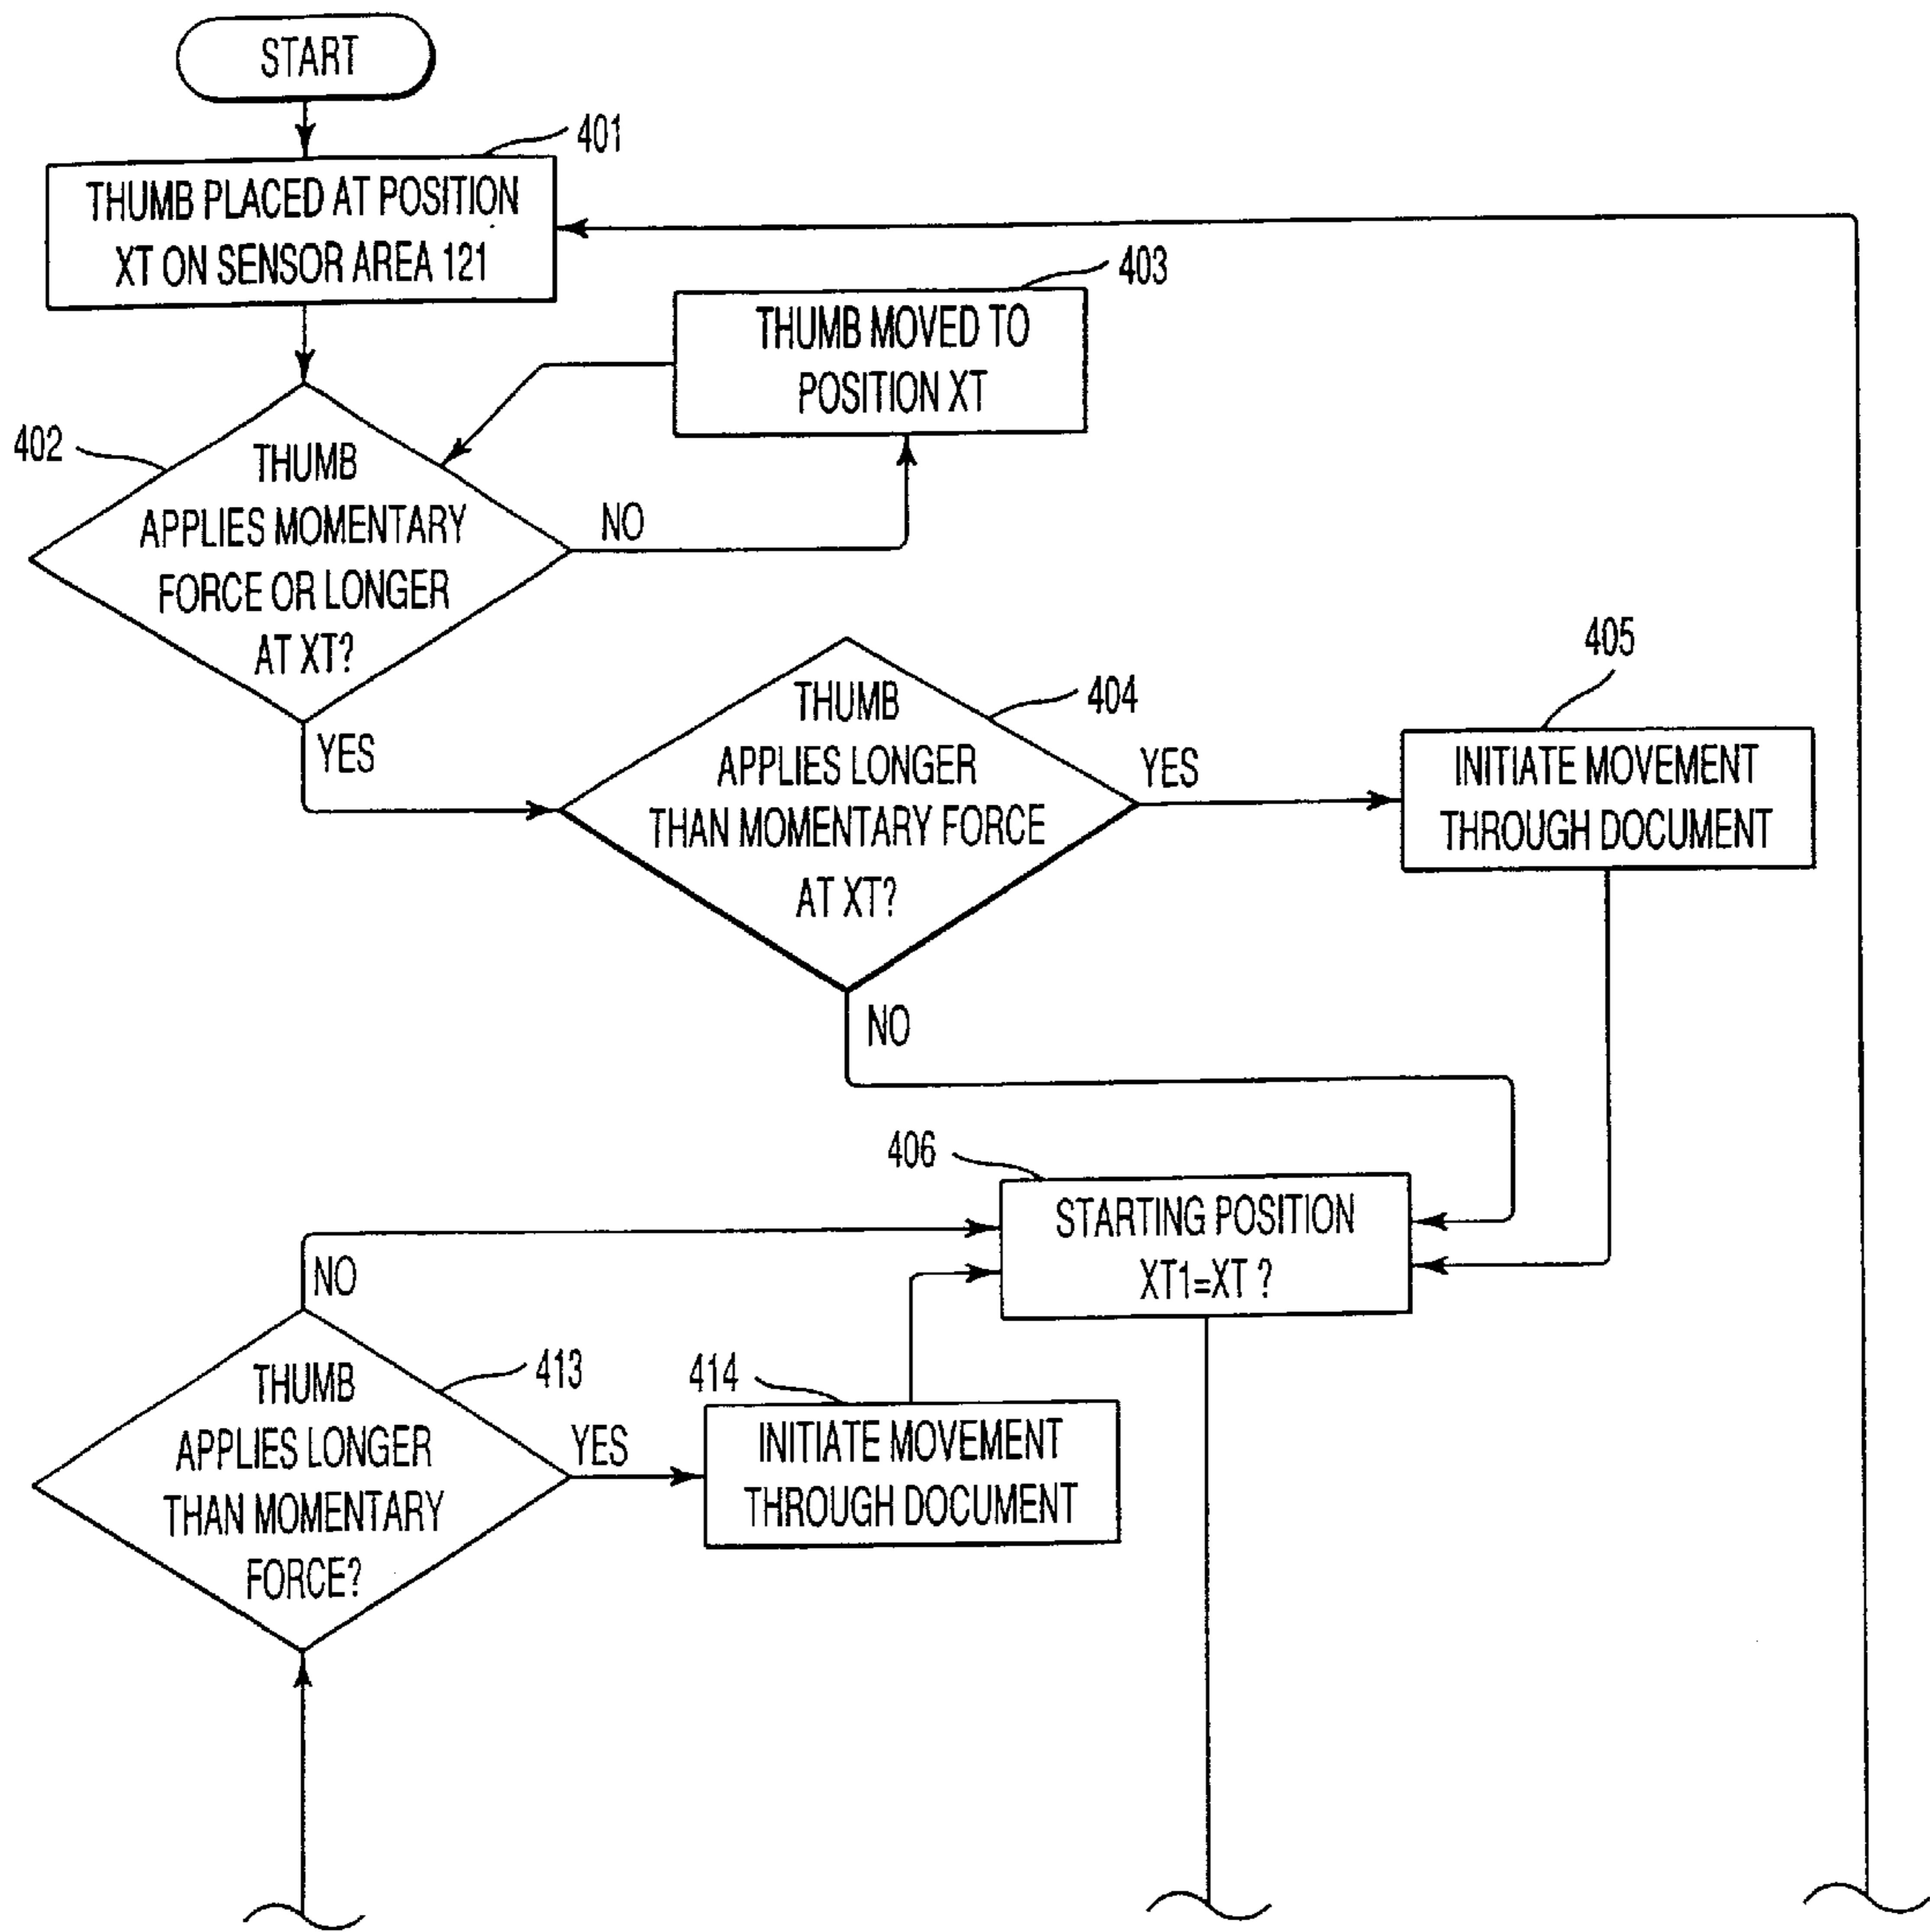 START
401
THUMB PLACED AT POSITION
XT ON SENSOR AREA 121
403
THUMB MOVED TO
POSITION XT
402
THUMB
APPLIES MOMENTARY
FORCE OR LONGER
AT XT?
NO
YES
404
THUMB
APPLIES LONGER
THAN MOMENTARY FORCE
AT XT?
YES
405
INITIATE MOVEMENT
THROUGH DOCUMENT
NO
406
STARTING POSITION
XT1=XT ?
NO
413
THUMB
APPLIES LONGER
THAN MOMENTARY
FORCE?
YES
414
INITIATE MOVEMENT
THROUGH DOCUMENT